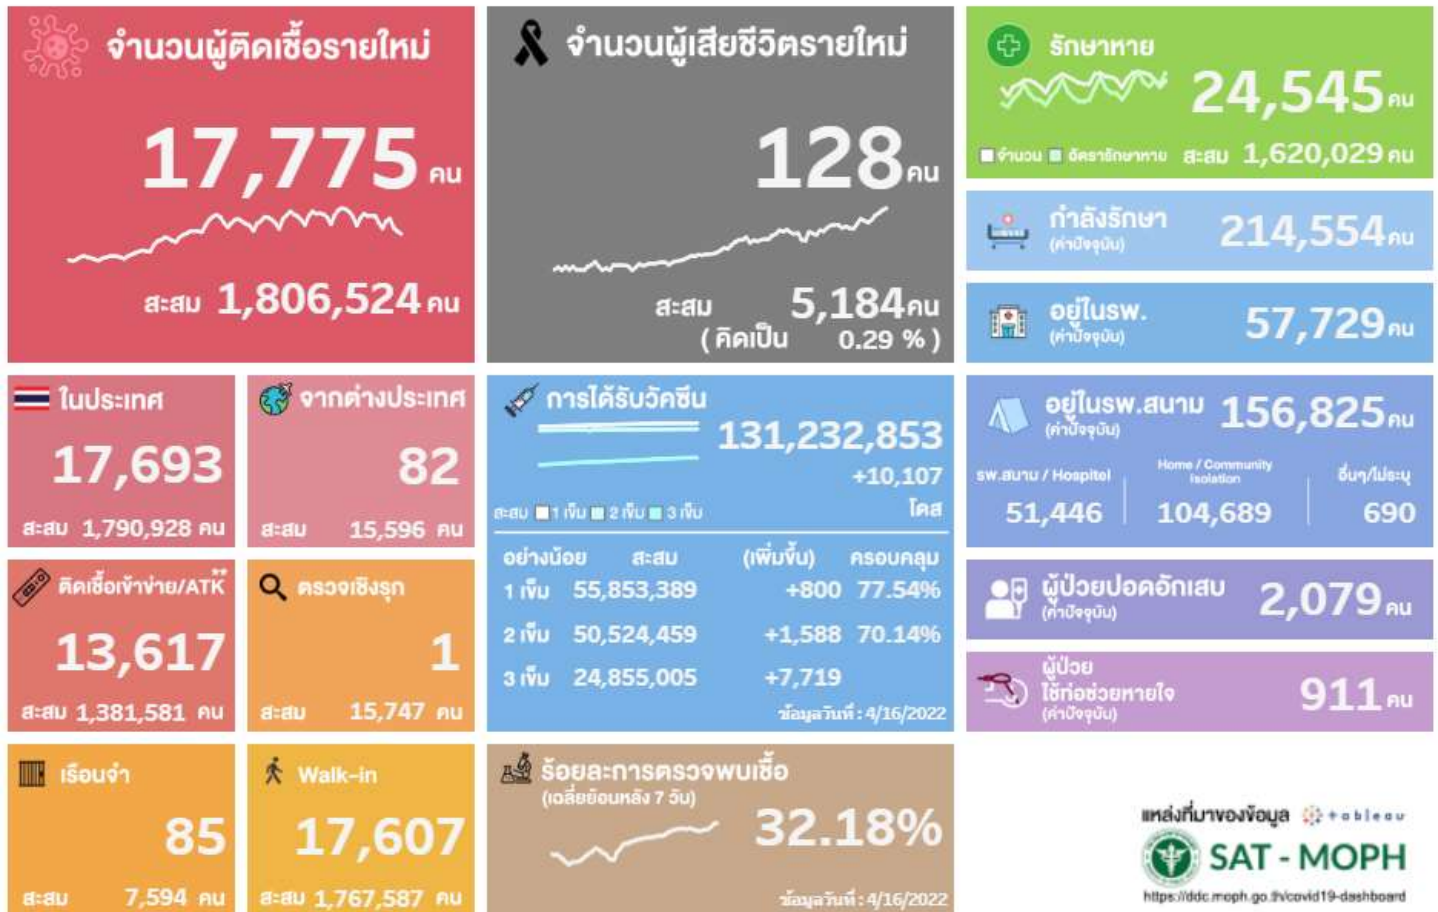 จำนวนผู้ติดเชื้อรายใหม่
17,775 คน
สะสม 1,806,524 คน
จำนวนผู้เสียชีวิตรายใหม่
128 คน
สะสม 5,184 คน
( คิดเป็น 0.29 % )
รักษาหาย
24,545 คน
จำนวน อัตรารักษาหาย สะสม 1,620,029 คน
กำลังรักษา
(ค่าปัจจุบัน)
214,554 คน
อยู่ในรพ.
(ค่าปัจจุบัน)
57,729 คน
ในประเทศ
17,693
สะสม 1,790,928 คน
จากต่างประเทศ
82
สะสม 15,596 คน
การได้รับวัคซีน
131,232,853
+10,107
โดส
สะสม 1 เข็ม 2 เข็ม 3 เข็ม
อย่างน้อย สะสม (เพิ่มขึ้น) ครอบคลุม
1 เข็ม 55,853,389 +800 77.54%
2 เข็ม 50,524,459 +1,588 70.14%
3 เข็ม 24,855,005 +7,719
ข้อมูลวันที่ : 4/16/2022
อยู่ในรพ.สนาม
(ค่าปัจจุบัน)
156,825 คน
รพ.สนาม / Hospitel
51,446
Home / Community
Isolation
104,689
อื่นๆ/ไม่ระบุ
690
ติดเชื้อเข้าข่าย/ATK**
13,617
สะสม 1,381,581 คน
ตรวจเชิงรุก
1
สะสม 15,747 คน
ผู้ป่วยปอดอักเสบ
(ค่าปัจจุบัน)
2,079 คน
ผู้ป่วย
ใช้ท่อช่วยหายใจ
(ค่าปัจจุบัน)
911 คน
เรือนจำ
85
สะสม 7,594 คน
Walk-in
17,607
สะสม 1,767,587 คน
ร้อยละการตรวจพบเชื้อ
(เฉลี่ยย้อนหลัง 7 วัน)
32.18%
ข้อมูลวันที่ : 4/16/2022
แหล่งที่มาของข้อมูล +ableau
SAT - MOPH
https://ddc.moph.go.th/covid19-dashboard